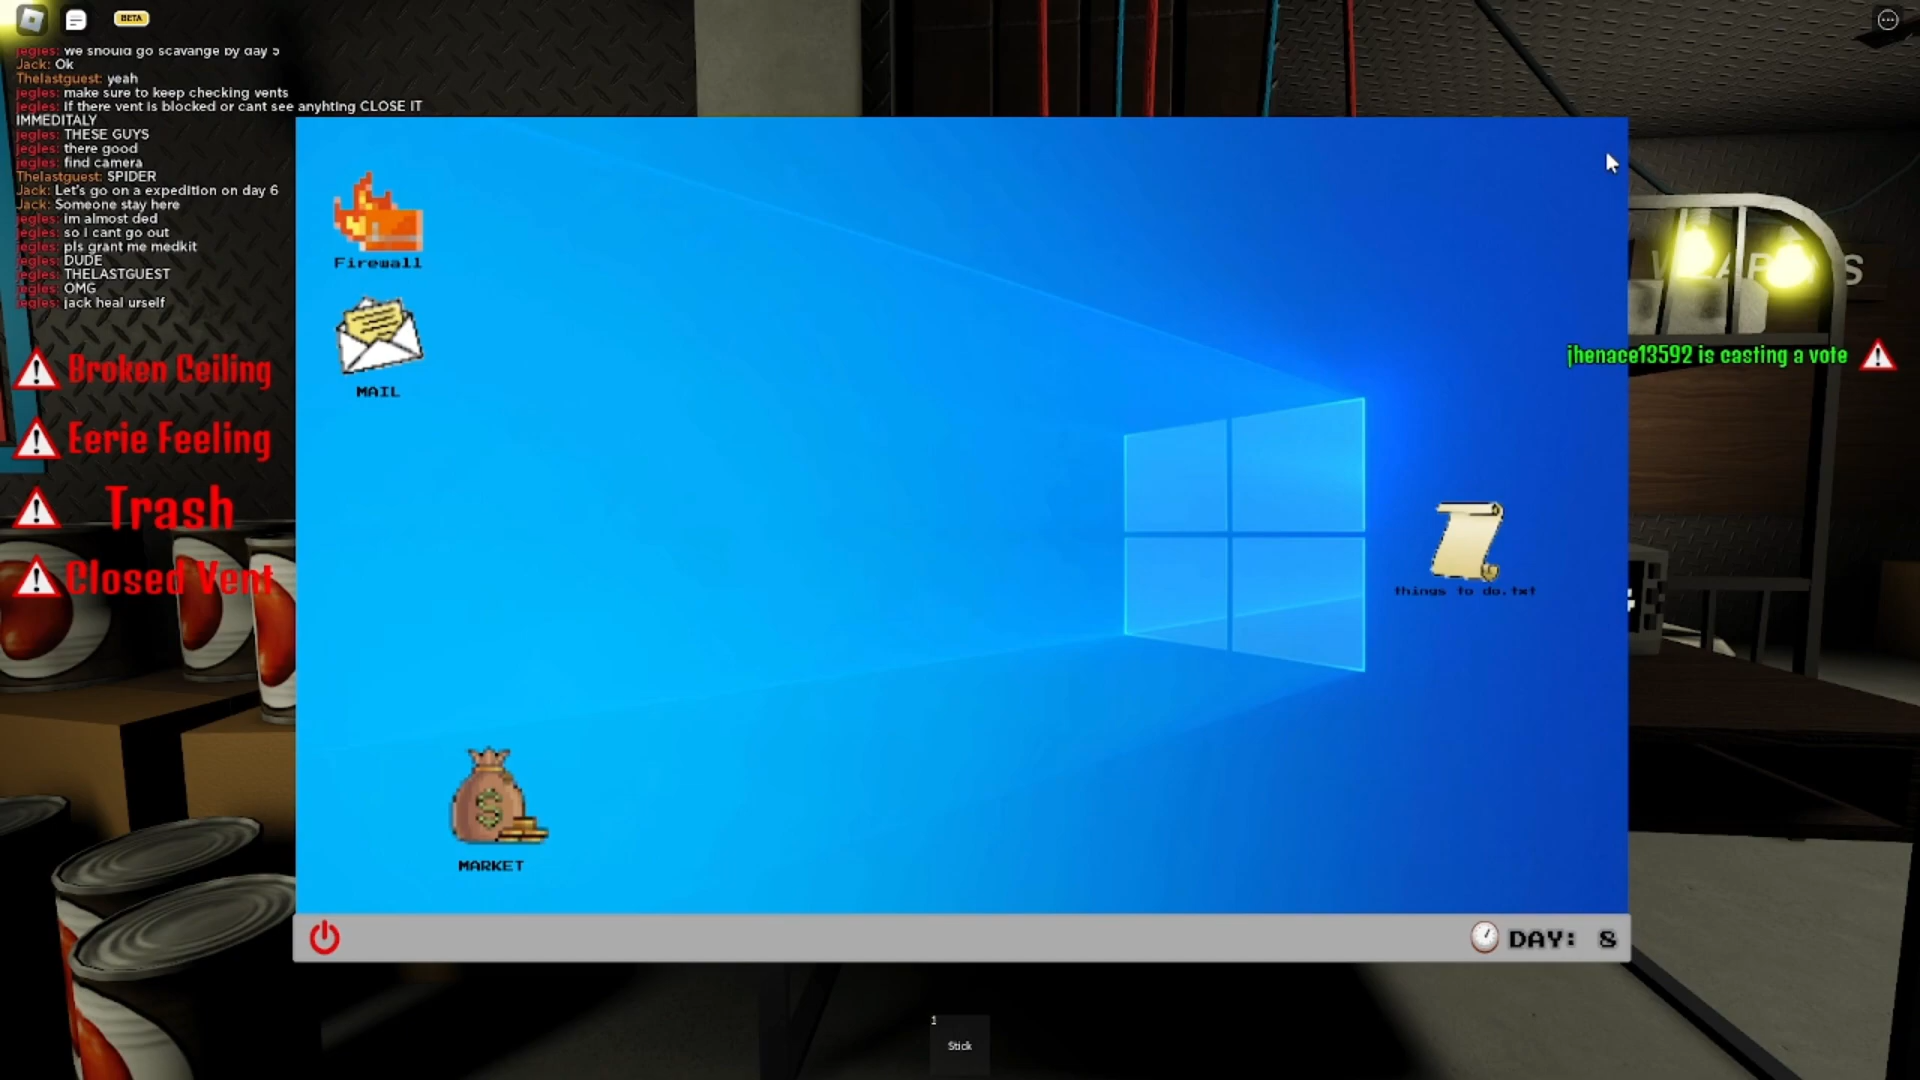 BETA
jegles: we should go scavange by day 5
Jack: Ok
Thelastguest: yeah
jegles: make sure to keep checking vents
jegles: If there vent is blocked or cant see anyhting CLOSE IT
IMMEDITALY
jegles: THESE GUYS
jegles: there good
jegles: find camera
Thelastguest: SPIDER
Jack: Let's go on a expedition on day 6
Jack: Someone stay here
jegles: im almost ded
jegles: so I cant go out
jegles: pls grant me medkit
jegles: DUDE
jegles: THELASTGUEST
jegles: OMG
jegles: jack heal urself
Broken Ceiling
Eerie Feeling
Trash
Closed Vent
Firewall
MAIL
MARKET
things to do.txt
WEAPONS
jhenace13592 is casting a vote
DAY: 8
1
Stick